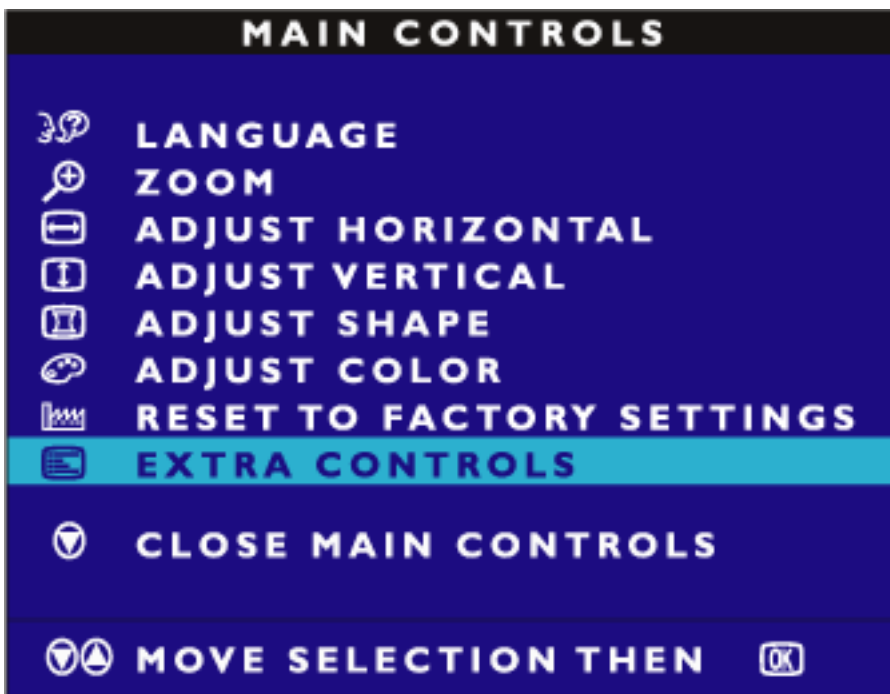 MAIN CONTROLS
LANGUAGE
ZOOM
ADJUST HORIZONTAL
ADJUST VERTICAL
ADJUST SHAPE
ADJUST COLOR
RESET TO FACTORY SETTINGS
EXTRA CONTROLS
CLOSE MAIN CONTROLS
MOVE SELECTION THEN OK